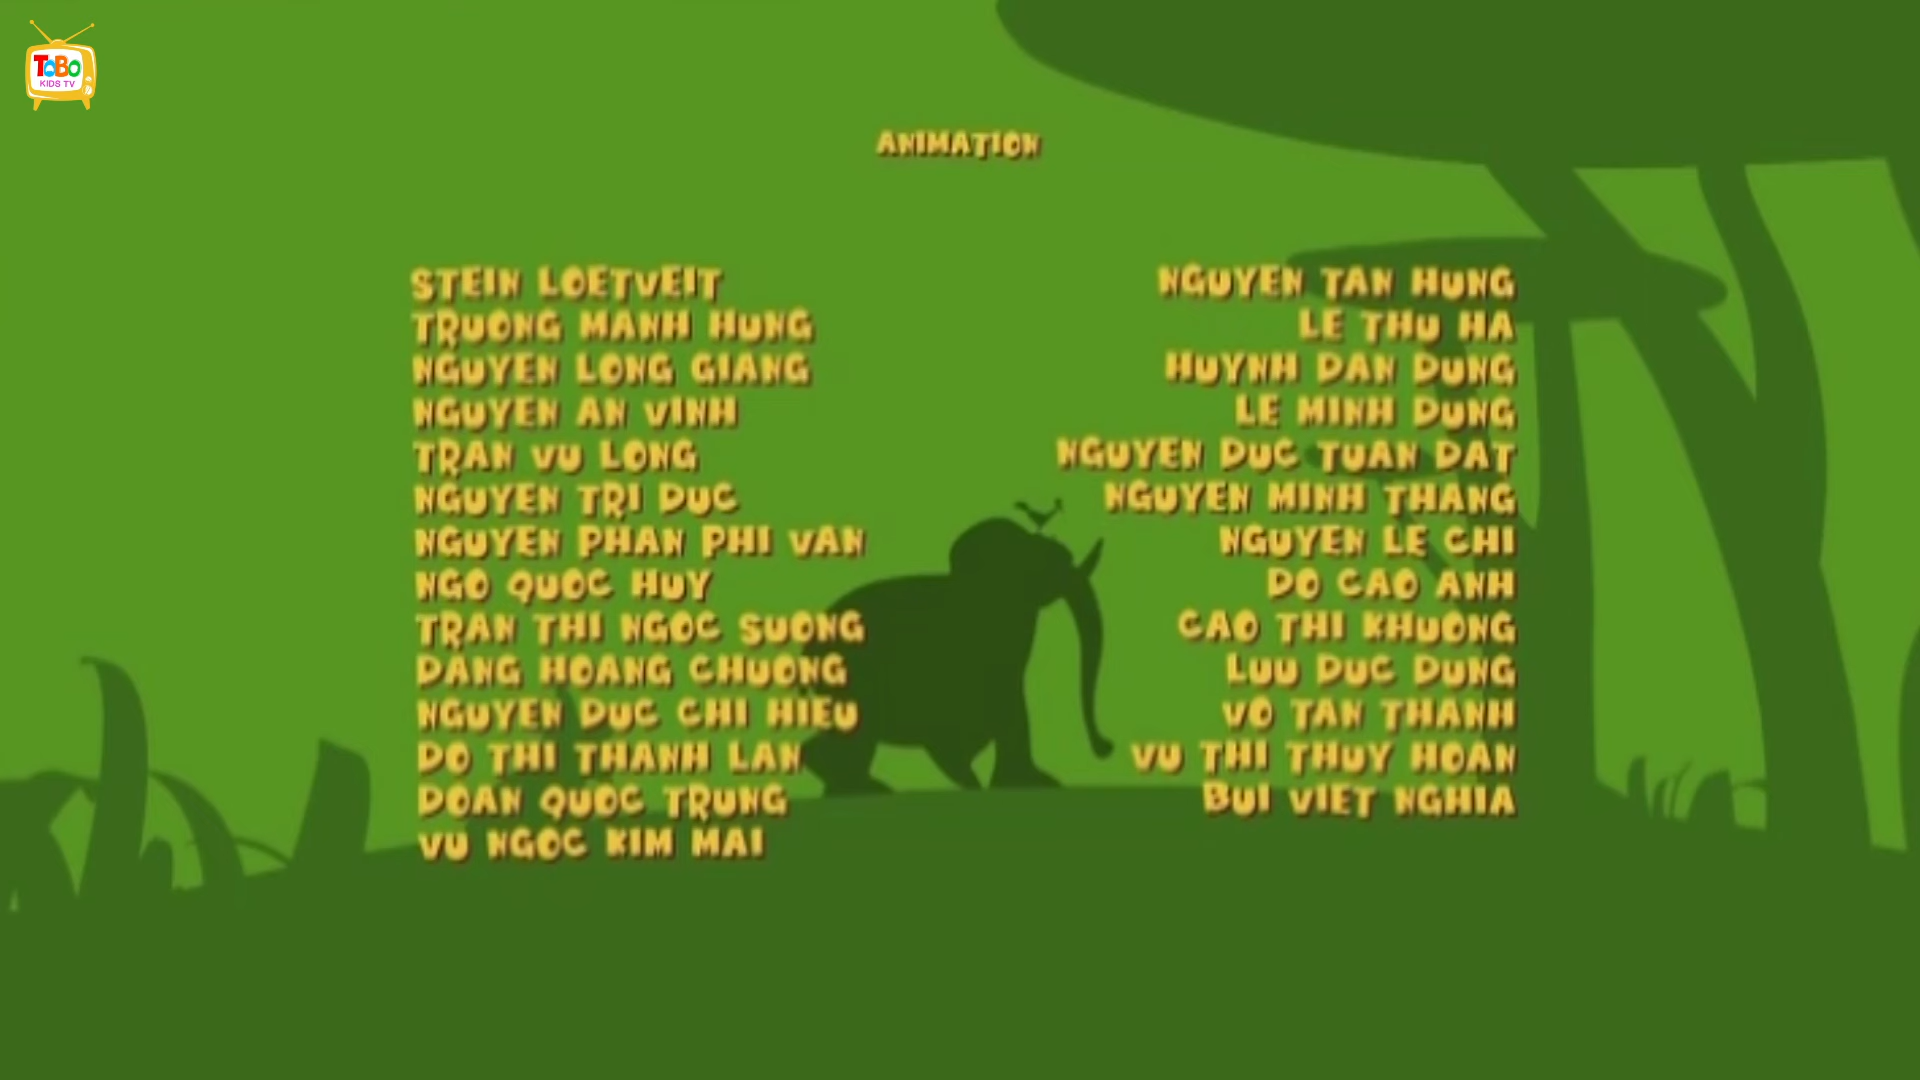 ToBo
KIDS TV
ANIMATION
STEIN LOETVEIT
TRUONG MANH HUNG
NGUYEN LONG GIANG
NGUYEN AN VINH
TRAN VU LONG
NGUYEN TRI DUC
NGUYEN PHAN PHI VAN
NGO QUOC HUY
TRAN THI NGOC SUONG
DANG HOANG CHUONG
NGUYEN DUC CHI HIEU
DO THI THANH LAN
DOAN QUOC TRUNG
VU NGOC KIM MAI
NGUYEN TAN HUNG
LE THU HA
HUYNH DAN DUNG
LE MINH DUNG
NGUYEN DUC TUAN DAT
NGUYEN MINH THANG
NGUYEN LE CHI
DO CAO ANH
CAO THI KHUONG
LUU DUC DUNG
VO TAN THANH
VU THI THUY HOAN
BUI VIET NGHIA